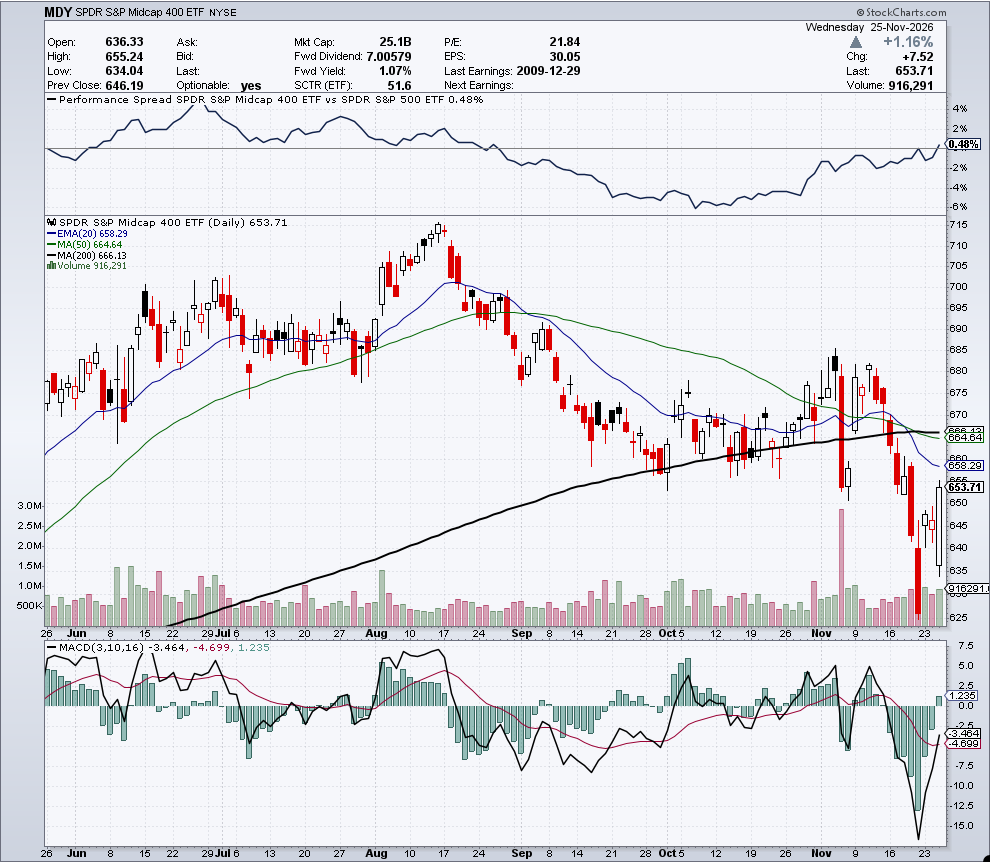 MDY SPDR S&P Midcap 400 ETF NYSE © StockCharts.com
Wednesday 25-Nov-2026
Open: 636.33 Ask: Mkt Cap: 25.1B P/E: 21.84 +1.16%
High: 655.24 Bid: Fwd Dividend: 7.00579 EPS: 30.05 Chg: +7.52
Low: 634.04 Last: Fwd Yield: 1.07% Last Earnings: 2009-12-29 Last: 653.71
Prev Close: 646.19 Optionable: yes SCTR (ETF): 51.6 Next Earnings: Volume: 916,291
Performance Spread SPDR S&P Midcap 400 ETF vs SPDR S&P 500 ETF 0.48%
4%
2%
0.48%
-2%
-4%
-6%
SPDR S&P Midcap 400 ETF (Daily) 653.71
EMA(20) 658.29
MA(50) 664.64
MA(200) 666.13
Volume 916,291
715
710
705
700
695
690
685
680
675
670
666.13
664.64
660
658.29
655
653.71
650
3.0M
645
2.5M
2.0M
640
1.5M
635
1.0M
916291.0
500K
625
26 Jun 8 15 22 29 Jul 6 13 20 27 Aug 10 17 24 Sep 8 14 21 28 Oct 5 12 19 26 Nov 9 16 23
MACD(3,10,16) -3.464, -4.699, 1.235
7.5
5.0
2.5
1.235
0.0
-2.5
-3.464
-4.699
-7.5
-10.0
-12.5
-15.0
26 Jun 8 15 22 29 Jul 6 13 20 27 Aug 10 17 24 Sep 8 14 21 28 Oct 5 12 19 26 Nov 9 16 23